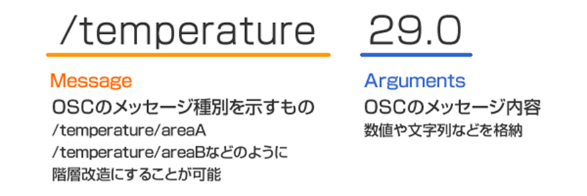 /temperature 29.0
Message
OSCのメッセージ種別を示すもの
/temperature/areaA
/temperature/areaBなどのように
階層改造にすることが可能
Arguments
OSCのメッセージ内容
数値や文字列などを格納